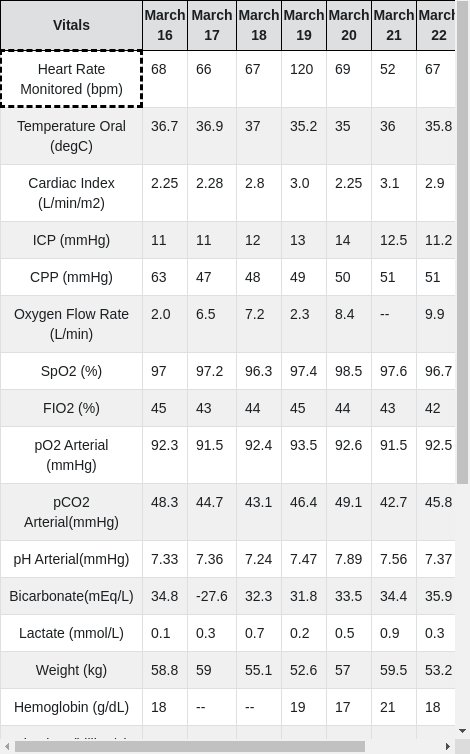 Vitals March 16 March 17 March 18 March 19 March 20 March 21 March 22
Heart Rate Monitored (bpm) 68 66 67 120 69 52 67
Temperature Oral (degC) 36.7 36.9 37 35.2 35 36 35.8
Cardiac Index (L/min/m2) 2.25 2.28 2.8 3.0 2.25 3.1 2.9
ICP (mmHg) 11 11 12 13 14 12.5 11.2
CPP (mmHg) 63 47 48 49 50 51 51
Oxygen Flow Rate (L/min) 2.0 6.5 7.2 2.3 8.4 -- 9.9
SpO2 (%) 97 97.2 96.3 97.4 98.5 97.6 96.7
FIO2 (%) 45 43 44 45 44 43 42
pO2 Arterial (mmHg) 92.3 91.5 92.4 93.5 92.6 91.5 92.5
pCO2 Arterial(mmHg) 48.3 44.7 43.1 46.4 49.1 42.7 45.8
pH Arterial(mmHg) 7.33 7.36 7.24 7.47 7.89 7.56 7.37
Bicarbonate(mEq/L) 34.8 -27.6 32.3 31.8 33.5 34.4 35.9
Lactate (mmol/L) 0.1 0.3 0.7 0.2 0.5 0.9 0.3
Weight (kg) 58.8 59 55.1 52.6 57 59.5 53.2
Hemoglobin (g/dL) 18 -- -- 19 17 21 18